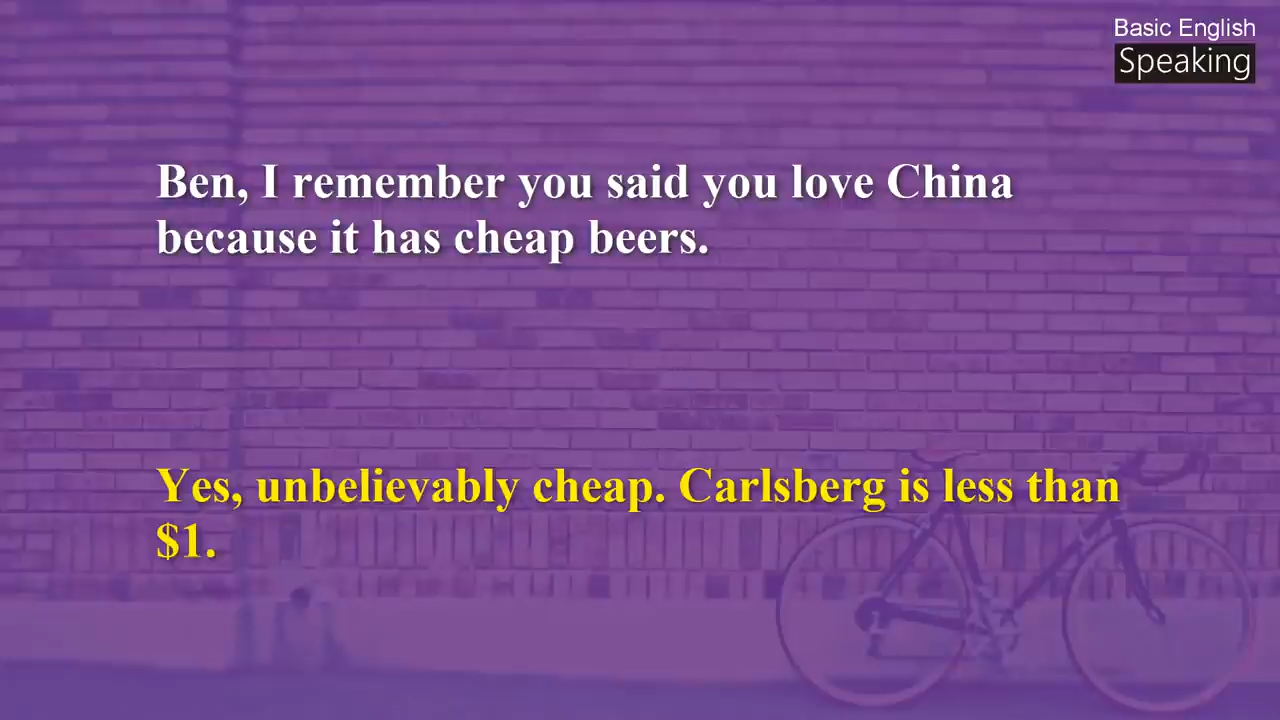 Basic English
Speaking
Ben, I remember you said you love China
because it has cheap beers.
Yes, unbelievably cheap. Carlsberg is less than
$1.